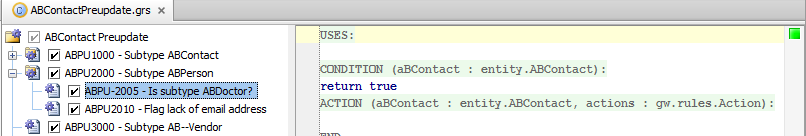 ABContactPreupdate.grs
ABContact Preupdate
ABPU1000 - Subtype ABContact
ABPU2000 - Subtype ABPerson
ABPU-2005 - Is subtype ABDoctor?
ABPU2010 - Flag lack of email address
ABPU3000 - Subtype AB--Vendor
USES:
CONDITION (aBContact : entity.ABContact):
return true
ACTION (aBContact : entity.ABContact, actions : gw.rules.Action):
END